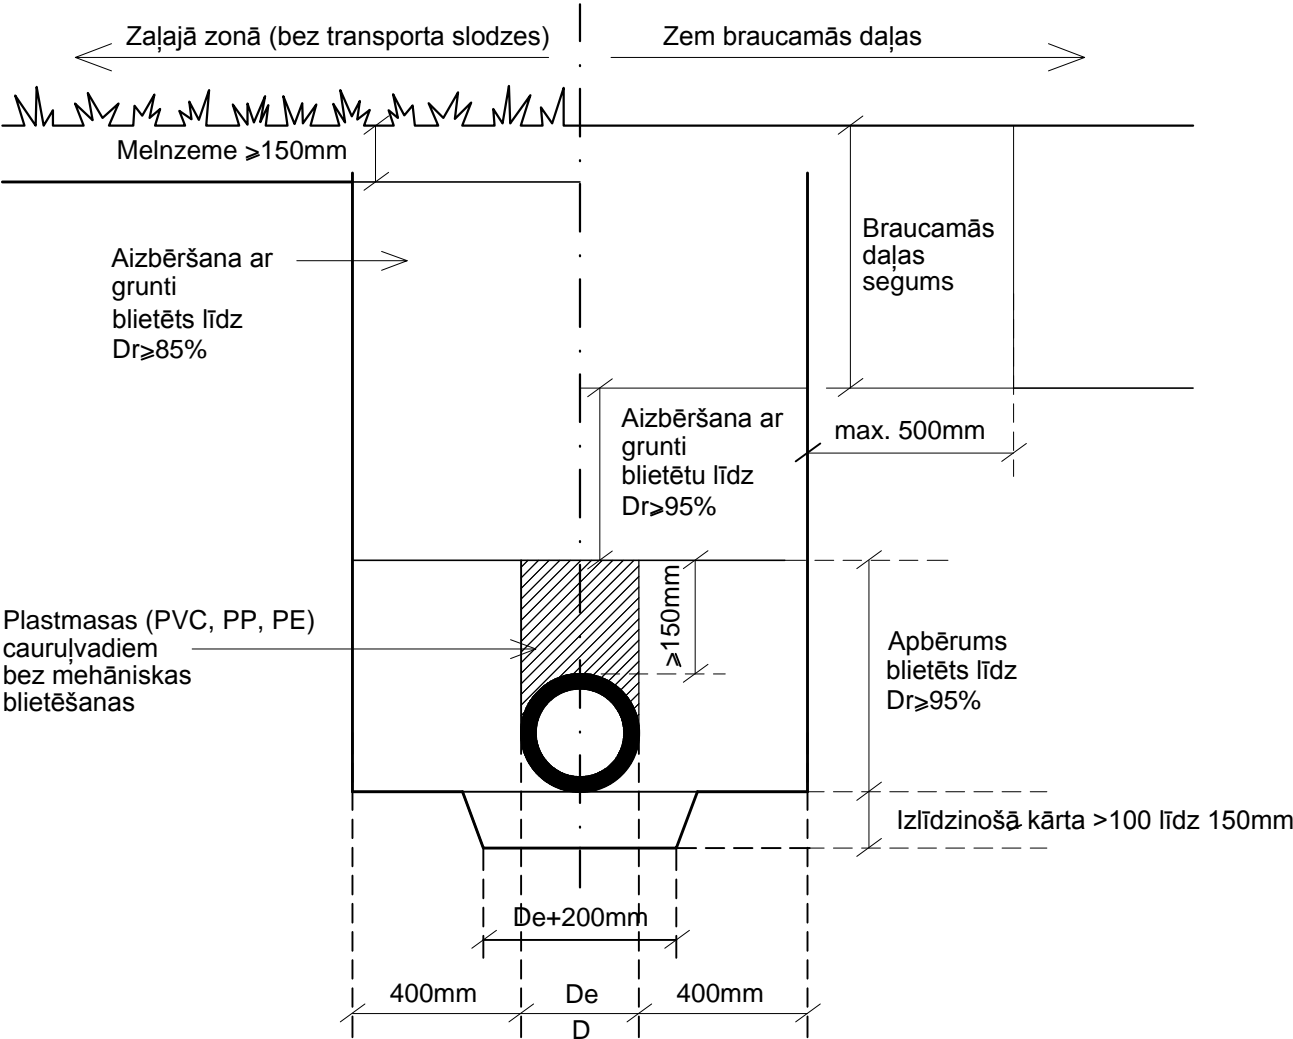 Zaļajā zonā (bez transporta slodzes)
Zem braucamās daļas
Melnzeme ⩾150mm
Aizbēršana ar
grunti
blietēts līdz
Dr⩾85%
Braucamās
daļas
segums
Aizbēršana ar
grunti
blietētu līdz
Dr⩾95%
max. 500mm
⩾150mm
Plastmasas (PVC, PP, PE)
cauruļvadiem
bez mehāniskas
blietēšanas
Apbērums
blietēts līdz
Dr⩾95%
Izlīdzinošā kārta >100 līdz 150mm
De+200mm
400mm
De
400mm
D